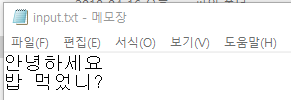 input.txt - 메모장
파일(F) 편집(E) 서식(O) 보기(V) 도움말(H)
안녕하세요
밥 먹었니?